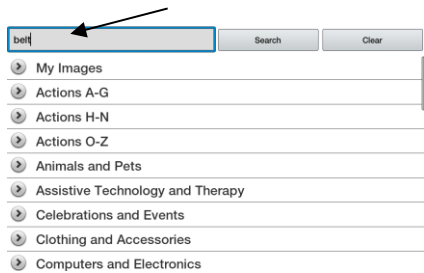 belt Search Clear
My Images
Actions A-G
Actions H-N
Actions O-Z
Animals and Pets
Assistive Technology and Therapy
Celebrations and Events
Clothing and Accessories
Computers and Electronics